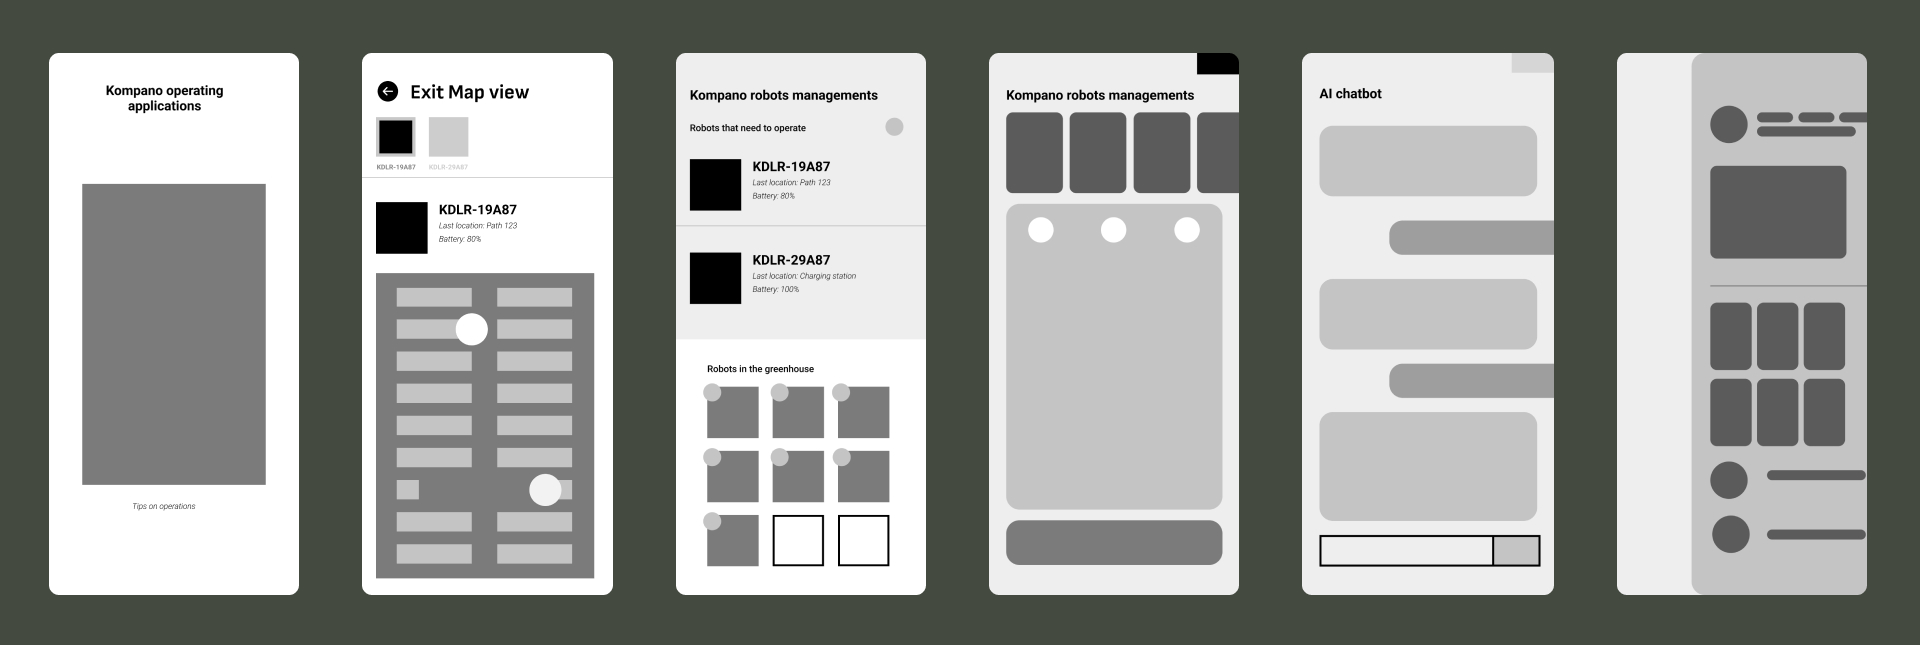 Kompano operating
applications
Tips on operations
Exit Map view
KDLR-19A87
KDLR-29A87
KDLR-19A87
Last location: Path 123
Battery: 80%
Kompano robots managements
Robots that need to operate
KDLR-19A87
Last location: Path 123
Battery: 80%
KDLR-29A87
Last location: Charging station
Battery: 100%
Robots in the greenhouse
Kompano robots managements
AI chatbot